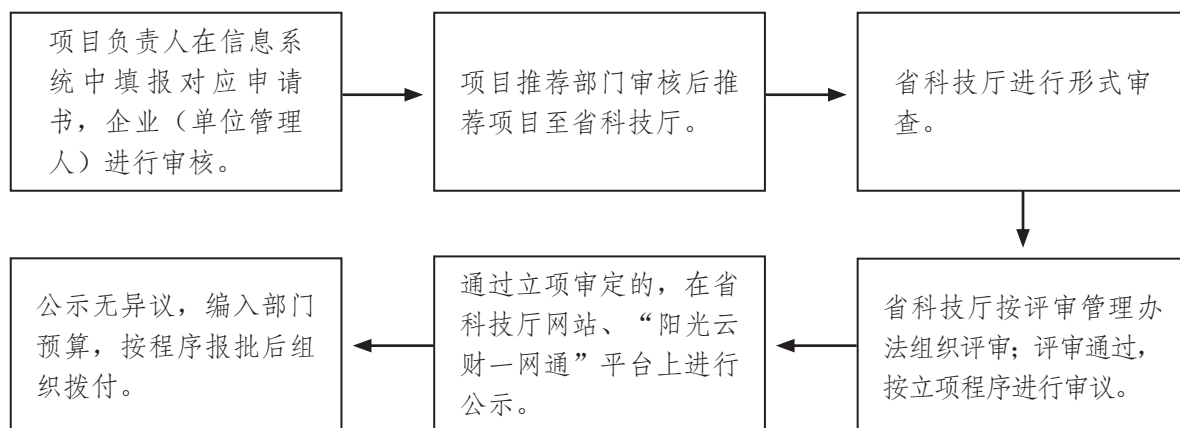 项目负责人在信息系
统中填报对应申请
书，企业（单位管理
人）进行审核。
项目推荐部门审核后推
荐项目至省科技厅。
省科技厅进行形式审
查。
省科技厅按评审管理办
法组织评审；评审通过，
按立项程序进行审议。
通过立项审定的，在省
科技厅网站、“阳光云
财一网通”平台上进行
公示。
公示无异议，编入部门
预算，按程序报批后组
织拨付。